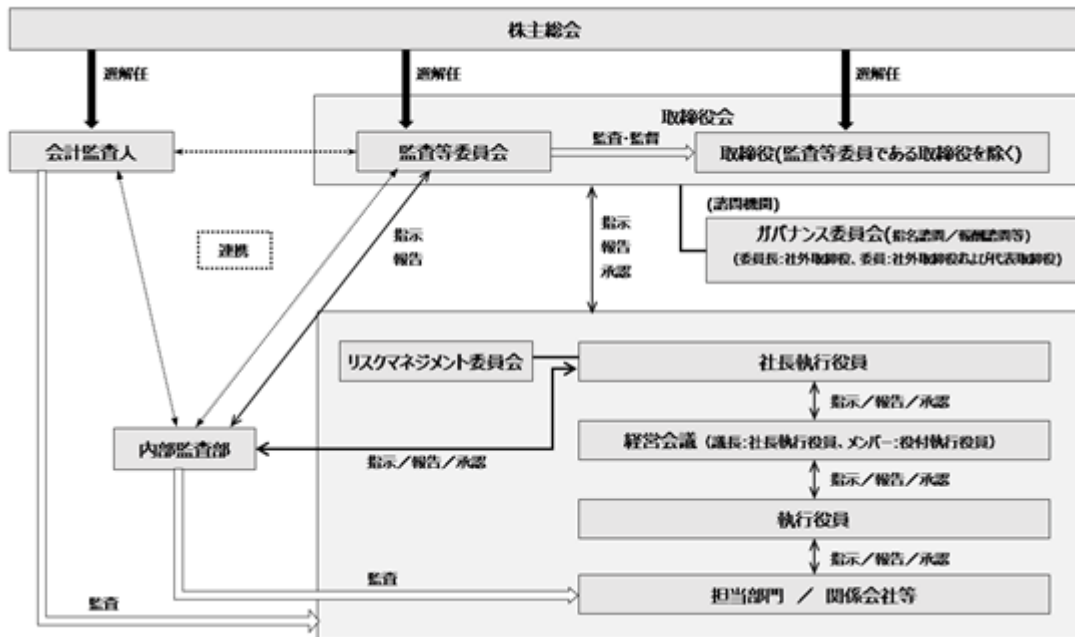 株主総会
選解任
選解任
選解任
取締役会
会計監査人
監査等委員会
監査・監督
取締役(監査等委員である取締役を除く)
(諮問機関)
ガバナンス委員会(指名諮問／報酬諮問等)
(委員長:社外取締役、委員:社外取締役および代表取締役)
連携
指示
報告
指示
報告
承認
リスクマネジメント委員会
社長執行役員
指示／報告／承認
内部監査部
経営会議 (議長:社長執行役員、メンバー:役付執行役員)
指示／報告／承認
指示／報告／承認
執行役員
指示／報告／承認
監査
担当部門 ／ 関係会社等
監査